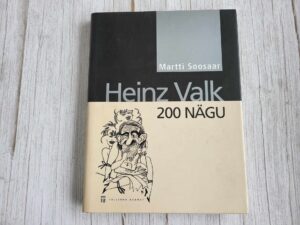 Martti Soosaar
Heinz Valk
200 NÄGU